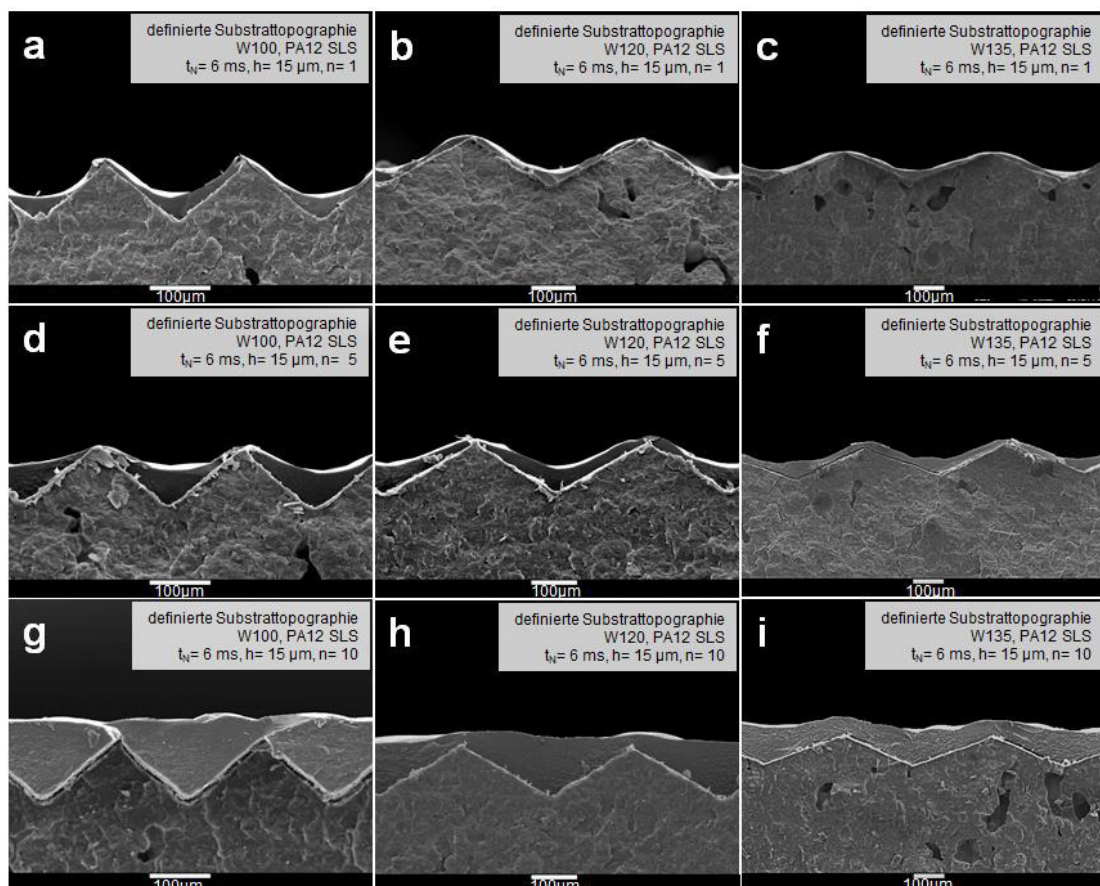 a
definierte Substrattopographie
W100, PA12 SLS
tN= 6 ms, h= 15 µm, n= 1
100µm
b
definierte Substrattopographie
W120, PA12 SLS
tN= 6 ms, h= 15 µm, n= 1
100µm
c
definierte Substrattopographie
W135, PA12 SLS
tN= 6 ms, h= 15 µm, n= 1
100µm
d
definierte Substrattopographie
W100, PA12 SLS
tN= 6 ms, h= 15 µm, n=  5
100µm
e
definierte Substrattopographie
W120, PA12 SLS
tN= 6 ms, h= 15 µm, n= 5
100µm
f
definierte Substrattopographie
W135, PA12 SLS
tN= 6 ms, h= 15 µm, n= 5
100µm
g
definierte Substrattopographie
W100, PA12 SLS
tN= 6 ms, h= 15 µm, n= 10
100µm
h
definierte Substrattopographie
W120, PA12 SLS
tN= 6 ms, h= 15 µm, n= 10
100µm
i
definierte Substrattopographie
W135, PA12 SLS
tN= 6 ms, h= 15 µm, n= 10
100µm